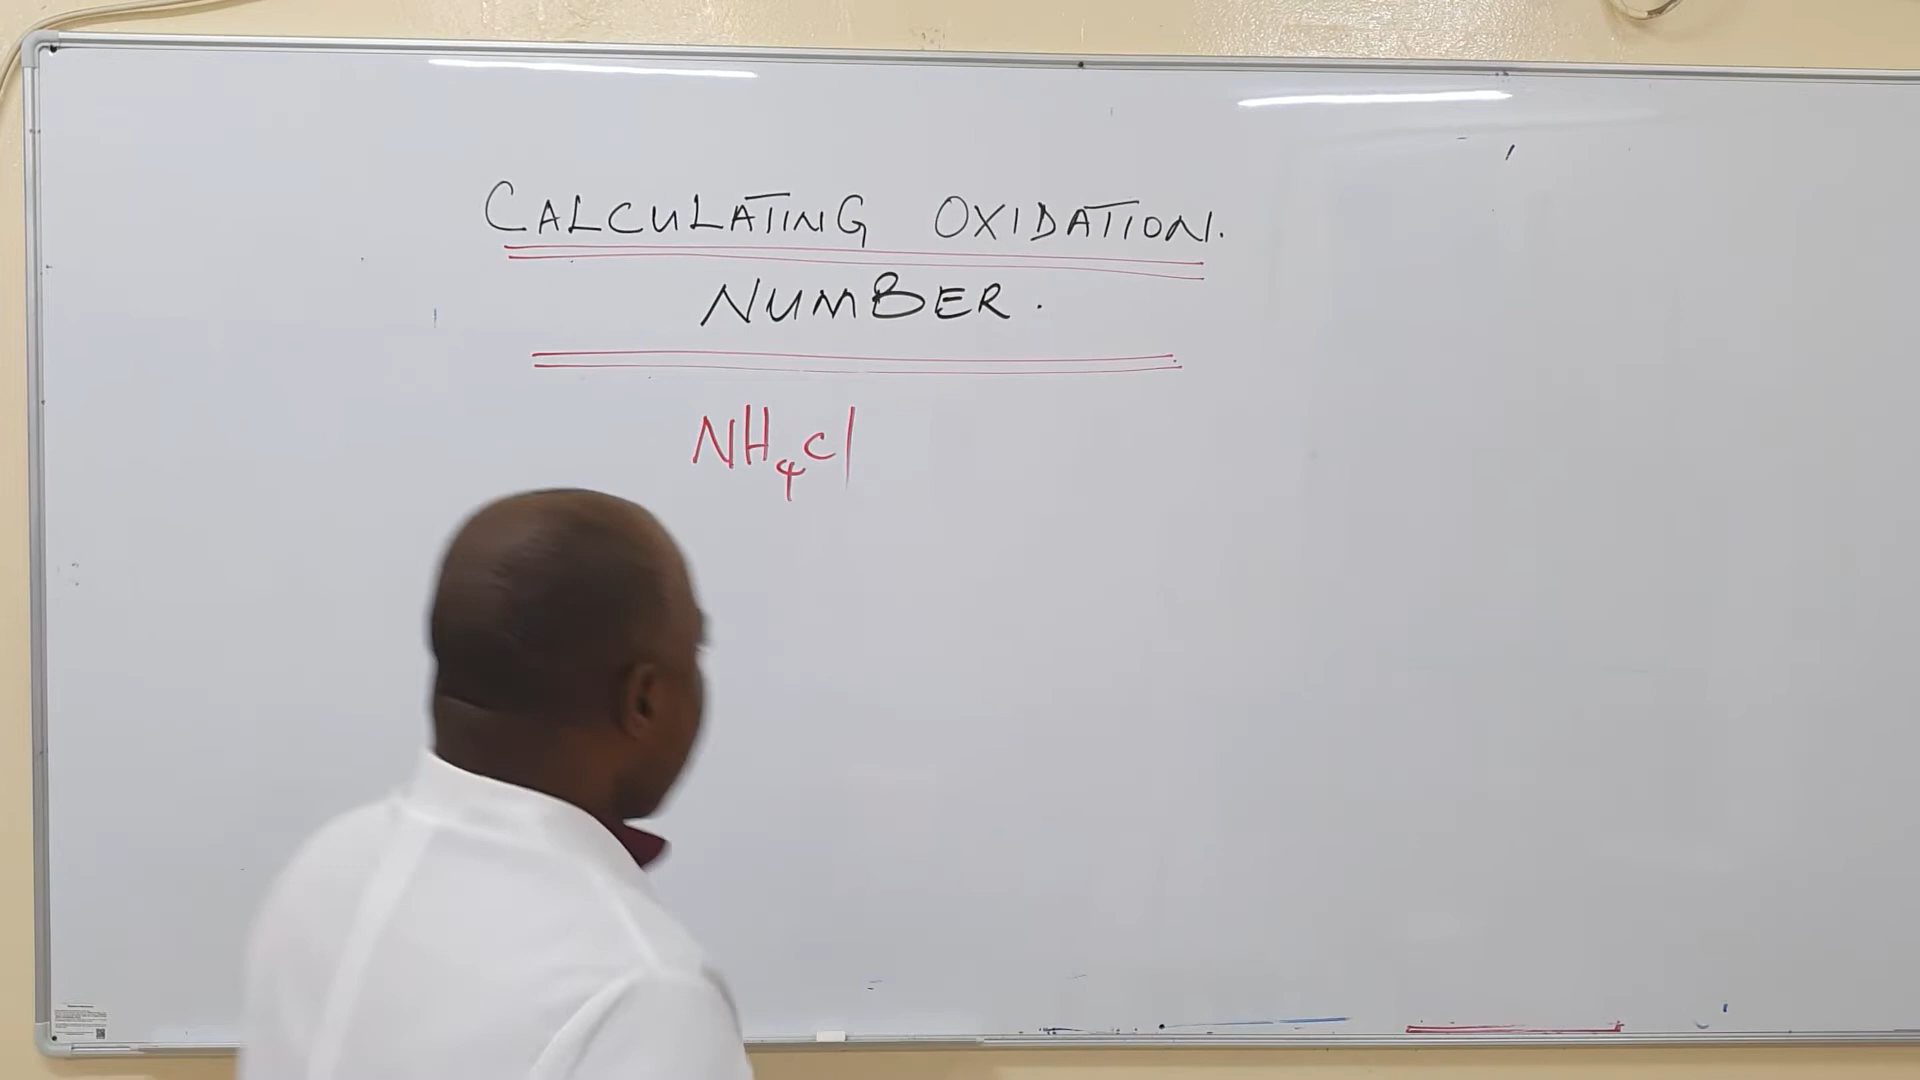 CALCULATING OXIDATION.
NUMBER.
NH₄Cl